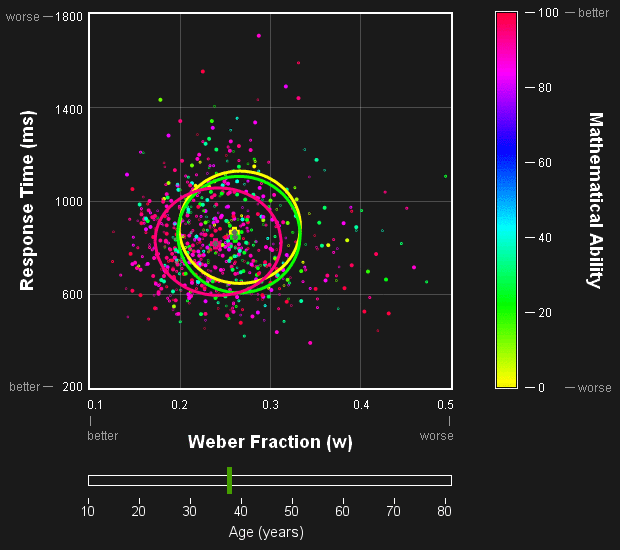 worse
1800
1400
1000
600
better
200
Response Time (ms)
0.1
0.2
0.3
0.4
0.5
better
worse
Weber Fraction (w)
10
20
30
40
50
60
70
80
Age (years)
100
better
80
60
40
20
0
worse
Mathematical Ability